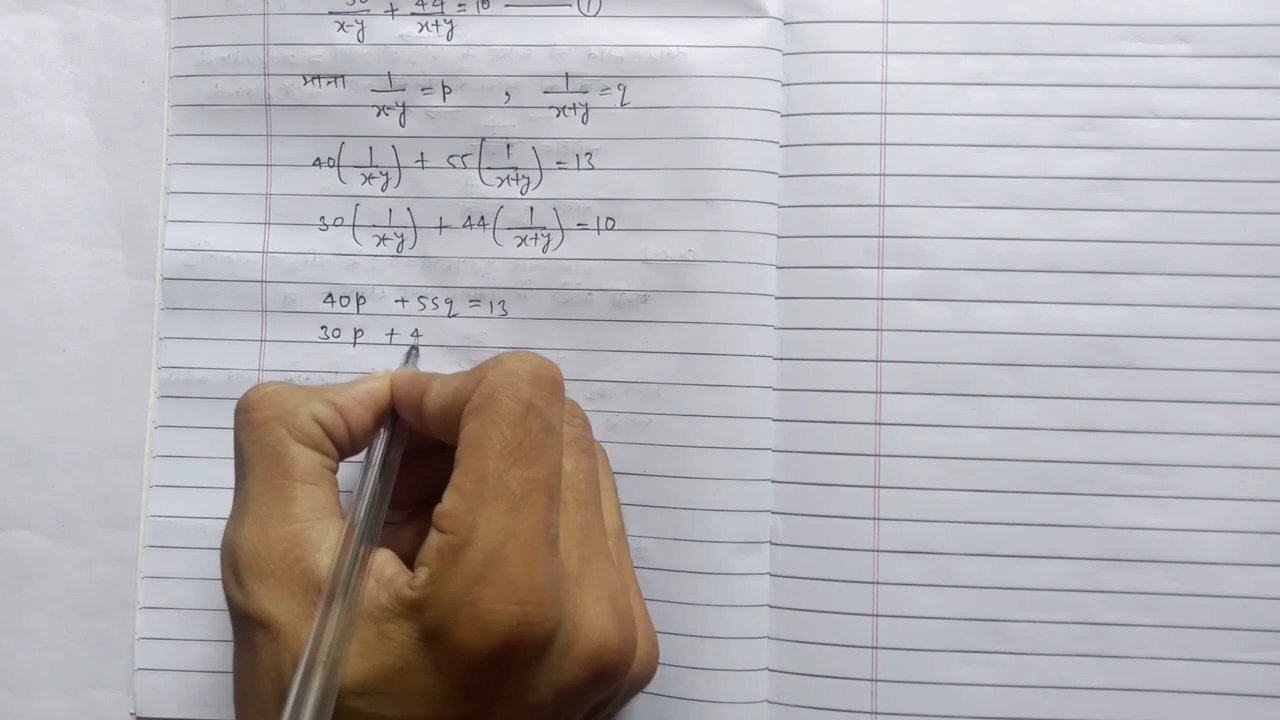 30/(x-y) + 44/(x+y) = 10 —— ①
माना 1/(x-y) = p , 1/(x+y) = q
40(1/(x-y)) + 55(1/(x+y)) = 13
30(1/(x-y)) + 44(1/(x+y)) = 10
40p + 55q = 13
30p + 4